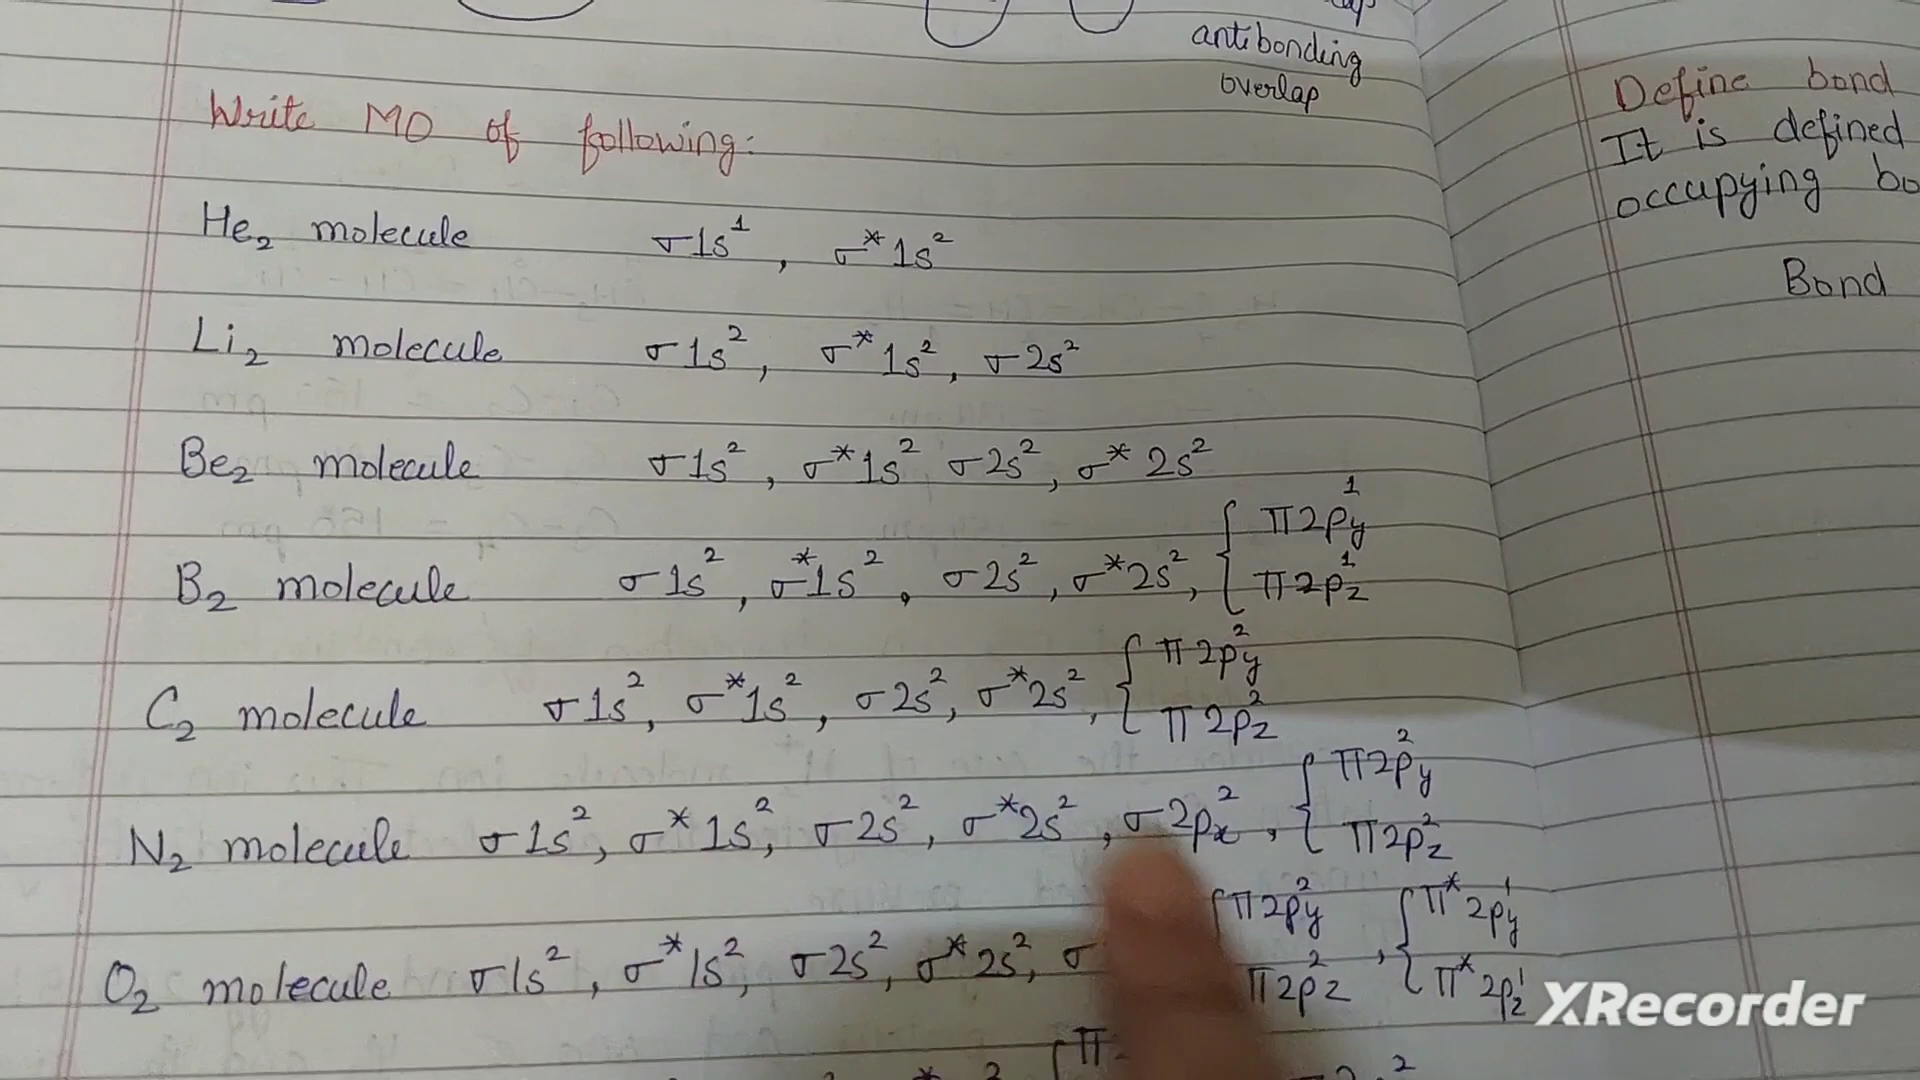 antibonding
overlap
Write MO of following:
He₂ molecule σ1s¹, σ*1s²
Li₂ molecule σ1s², σ*1s², σ2s²
Be₂ molecule σ1s², σ*1s² σ2s², σ* 2s²
B₂ molecule σ1s², σ*1s², σ2s², σ*2s², { π2py¹
π2pz¹
C₂ molecule σ1s², σ*1s², σ2s², σ*2s², { π2py²
π2pz²
N₂ molecule σ1s², σ*1s², σ2s², σ*2s², σ2px², { π2py²
π2pz²
O₂ molecule σ1s², σ*1s², σ2s², σ*2s², σ { π2py² , { π*2py¹
π2pz² π*2pz¹
Define bond
It is defined
occupying bo
Bond
XRecorder